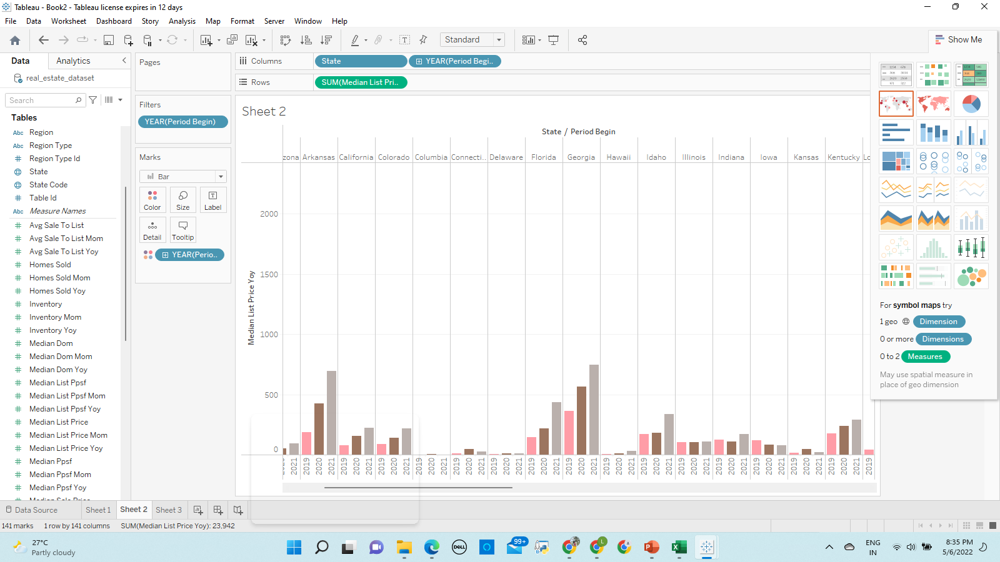 Tableau - Book2 - Tableau license expires in 12 days
File Data Worksheet Dashboard Story Analysis Map Format Server Window Help
Standard
Show Me
Data Analytics
real_estate_dataset
Search
Tables
Abc Region
Abc Region Type
Region Type Id
State
State Code
Table Id
Abc Measure Names
Avg Sale To List
Avg Sale To List Mom
Avg Sale To List Yoy
Homes Sold
Homes Sold Mom
Homes Sold Yoy
Inventory
Inventory Mom
Inventory Yoy
Median Dom
Median Dom Mom
Median Dom Yoy
Median List Ppsf
Median List Ppsf Mom
Median List Ppsf Yoy
Median List Price
Median List Price Mom
Median List Price Yoy
Median Ppsf
Median Ppsf Mom
Median Ppsf Yoy
Pages
Filters
YEAR(Period Begin)
Marks
Bar
Color Size Label
Detail Tooltip
YEAR(Perio..
Columns State YEAR(Period Begi..
Rows SUM(Median List Pri..
Sheet 2
State / Period Begin
zona Arkansas California Colorado Columbia Connecti.. Delaware Florida Georgia Hawaii Idaho Illinois Indiana Iowa Kansas Kentucky Lo
Median List Price Yoy
2000
1500
1000
500
0
2021 2019 2020 2021 2019 2020 2021 2019 2020 2021 2019 2020 2021 2019 2020 2021 2019 2020 2021 2019 2020 2021 2019 2020 2021 2019 2020 2021 2019 2020 2021 2019 2020 2021 2019 2020 2021 2019 2020 2021 2019 2020 2021 2019 2020 2021 2019
For symbol maps try
1 geo Dimension
0 or more Dimensions
0 to 2 Measures
May use spatial measure in
place of geo dimension
Data Source Sheet 1 Sheet 2 Sheet 3
141 marks 1 row by 141 columns SUM(Median List Price Yoy): 23,942
27°C
Partly cloudy
DELL
99+
L
ENG
IN
8:35 PM
5/6/2022